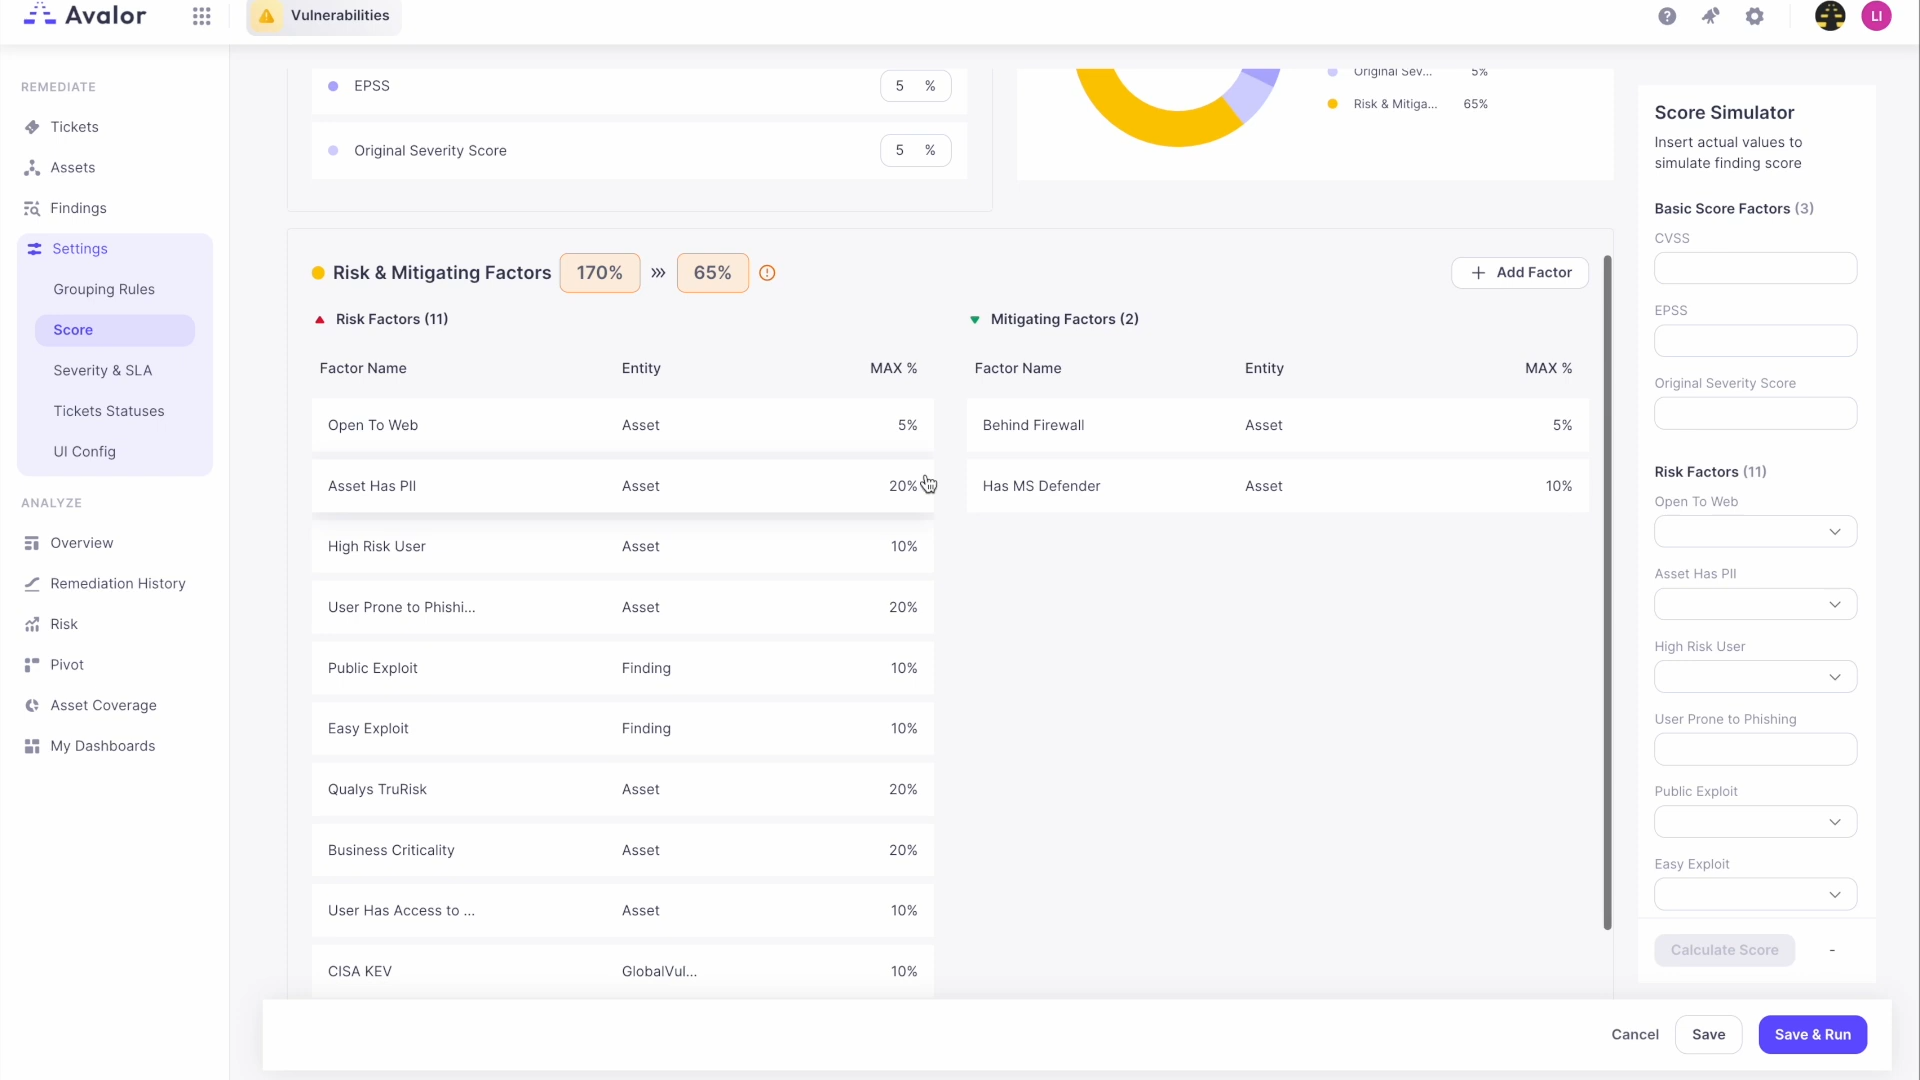 Avalor
Vulnerabilities
LI
REMEDIATE
Tickets
Assets
Findings
Settings
Grouping Rules
Score
Severity & SLA
Tickets Statuses
UI Config
ANALYZE
Overview
Remediation History
Risk
Pivot
Asset Coverage
My Dashboards
EPSS 5 %
Original Severity Score 5 %
Original Sev... 5%
Risk & Mitiga... 65%
Risk & Mitigating Factors 170% 65%
Add Factor
Risk Factors (11)
Factor Name Entity MAX %
Open To Web Asset 5%
Asset Has PII Asset 20%
High Risk User Asset 10%
User Prone to Phishi... Asset 20%
Public Exploit Finding 10%
Easy Exploit Finding 10%
Qualys TruRisk Asset 20%
Business Criticality Asset 20%
User Has Access to ... Asset 10%
CISA KEV GlobalVul... 10%
Mitigating Factors (2)
Factor Name Entity MAX %
Behind Firewall Asset 5%
Has MS Defender Asset 10%
Score Simulator
Insert actual values to
simulate finding score
Basic Score Factors (3)
CVSS
EPSS
Original Severity Score
Risk Factors (11)
Open To Web
Asset Has PII
High Risk User
User Prone to Phishing
Public Exploit
Easy Exploit
Calculate Score -
Cancel Save Save & Run